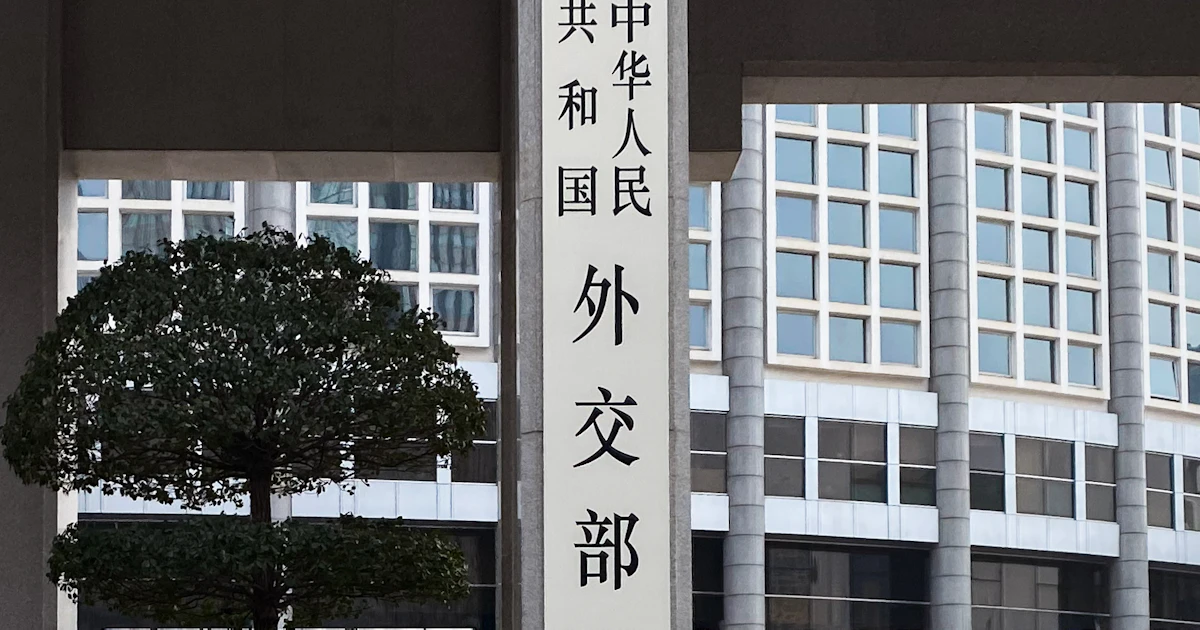 中华人民
共和国
外交部